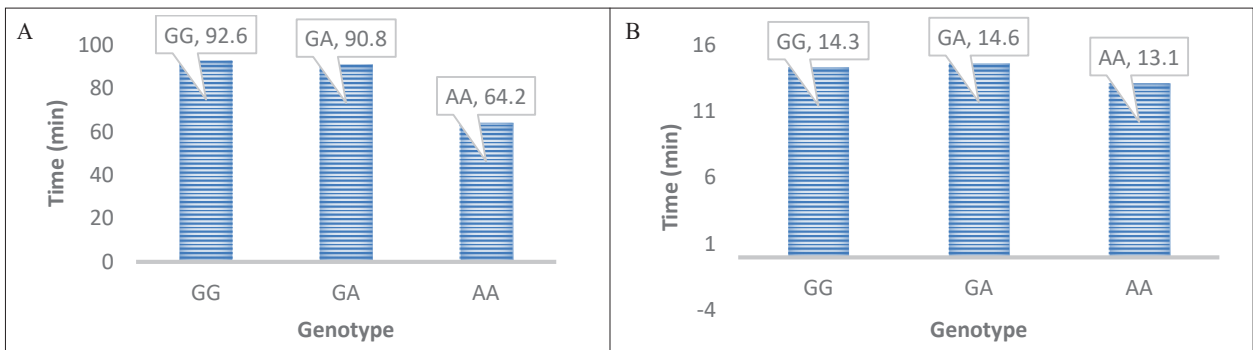 A
100
80
60
40
20
0
Time (min)
GG, 92.6
GA, 90.8
AA, 64.2
GG GA AA
Genotype
B
16
11
6
1
-4
Time (min)
GG, 14.3
GA, 14.6
AA, 13.1
GG GA AA
Genotype